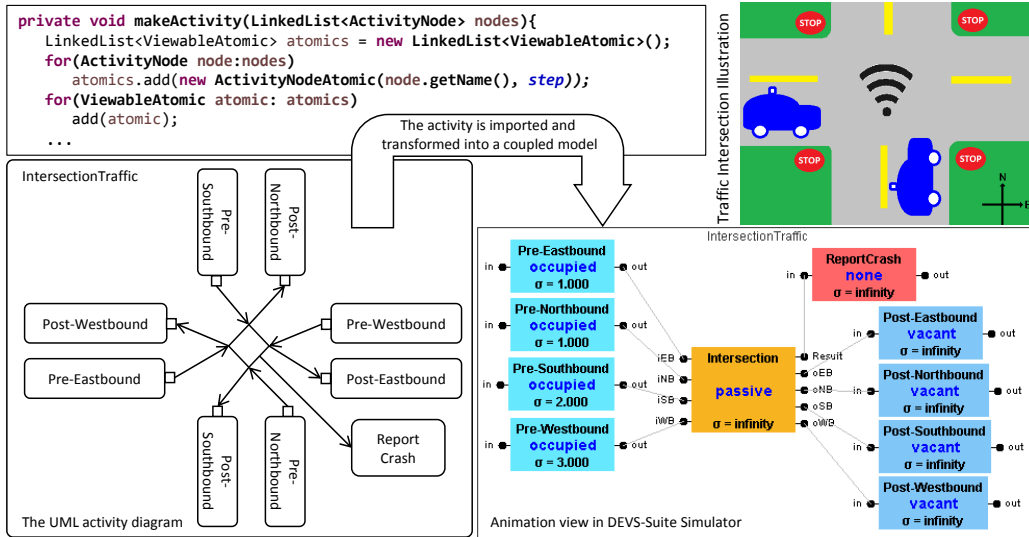 private void makeActivity(LinkedList<ActivityNode> nodes){
LinkedList<ViewableAtomic> atomics = new LinkedList<ViewableAtomic>();
for(ActivityNode node:nodes)
atomics.add(new ActivityNodeAtomic(node.getName(), step));
for(ViewableAtomic atomic: atomics)
add(atomic);
...
The activity is imported and
transformed into a coupled model
Traffic Intersection Illustration
STOP
STOP
STOP
STOP
N
E
IntersectionTraffic
Pre-
Southbound
Post-
Northbound
Post-Westbound
Pre-Westbound
Pre-Eastbound
Post-Eastbound
Post-
Southbound
Pre-
Northbound
Report
Crash
The UML activity diagram
IntersectionTraffic
Pre-Eastbound
in
occupied
out
σ = 1.000
Pre-Northbound
in
occupied
out
σ = 1.000
Pre-Southbound
in
occupied
out
σ = 2.000
Pre-Westbound
in
occupied
out
σ = 3.000
iEB
iNB
iSB
iWB
Intersection
passive
σ = infinity
Result
oEB
oNB
oSB
oWB
ReportCrash
in
none
out
σ = infinity
Post-Eastbound
in
vacant
out
σ = infinity
Post-Northbound
in
vacant
out
σ = infinity
Post-Southbound
in
vacant
out
σ = infinity
Post-Westbound
in
vacant
out
σ = infinity
Animation view in DEVS-Suite Simulator